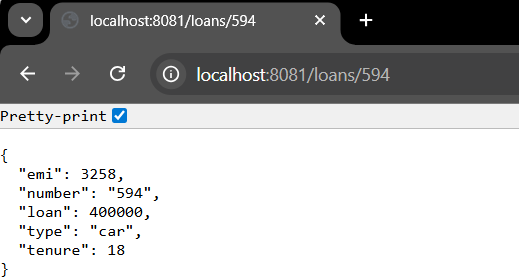 localhost:8081/loans/594
localhost:8081/loans/594
Pretty-print
{
  "emi": 3258,
  "number": "594",
  "loan": 400000,
  "type": "car",
  "tenure": 18
}